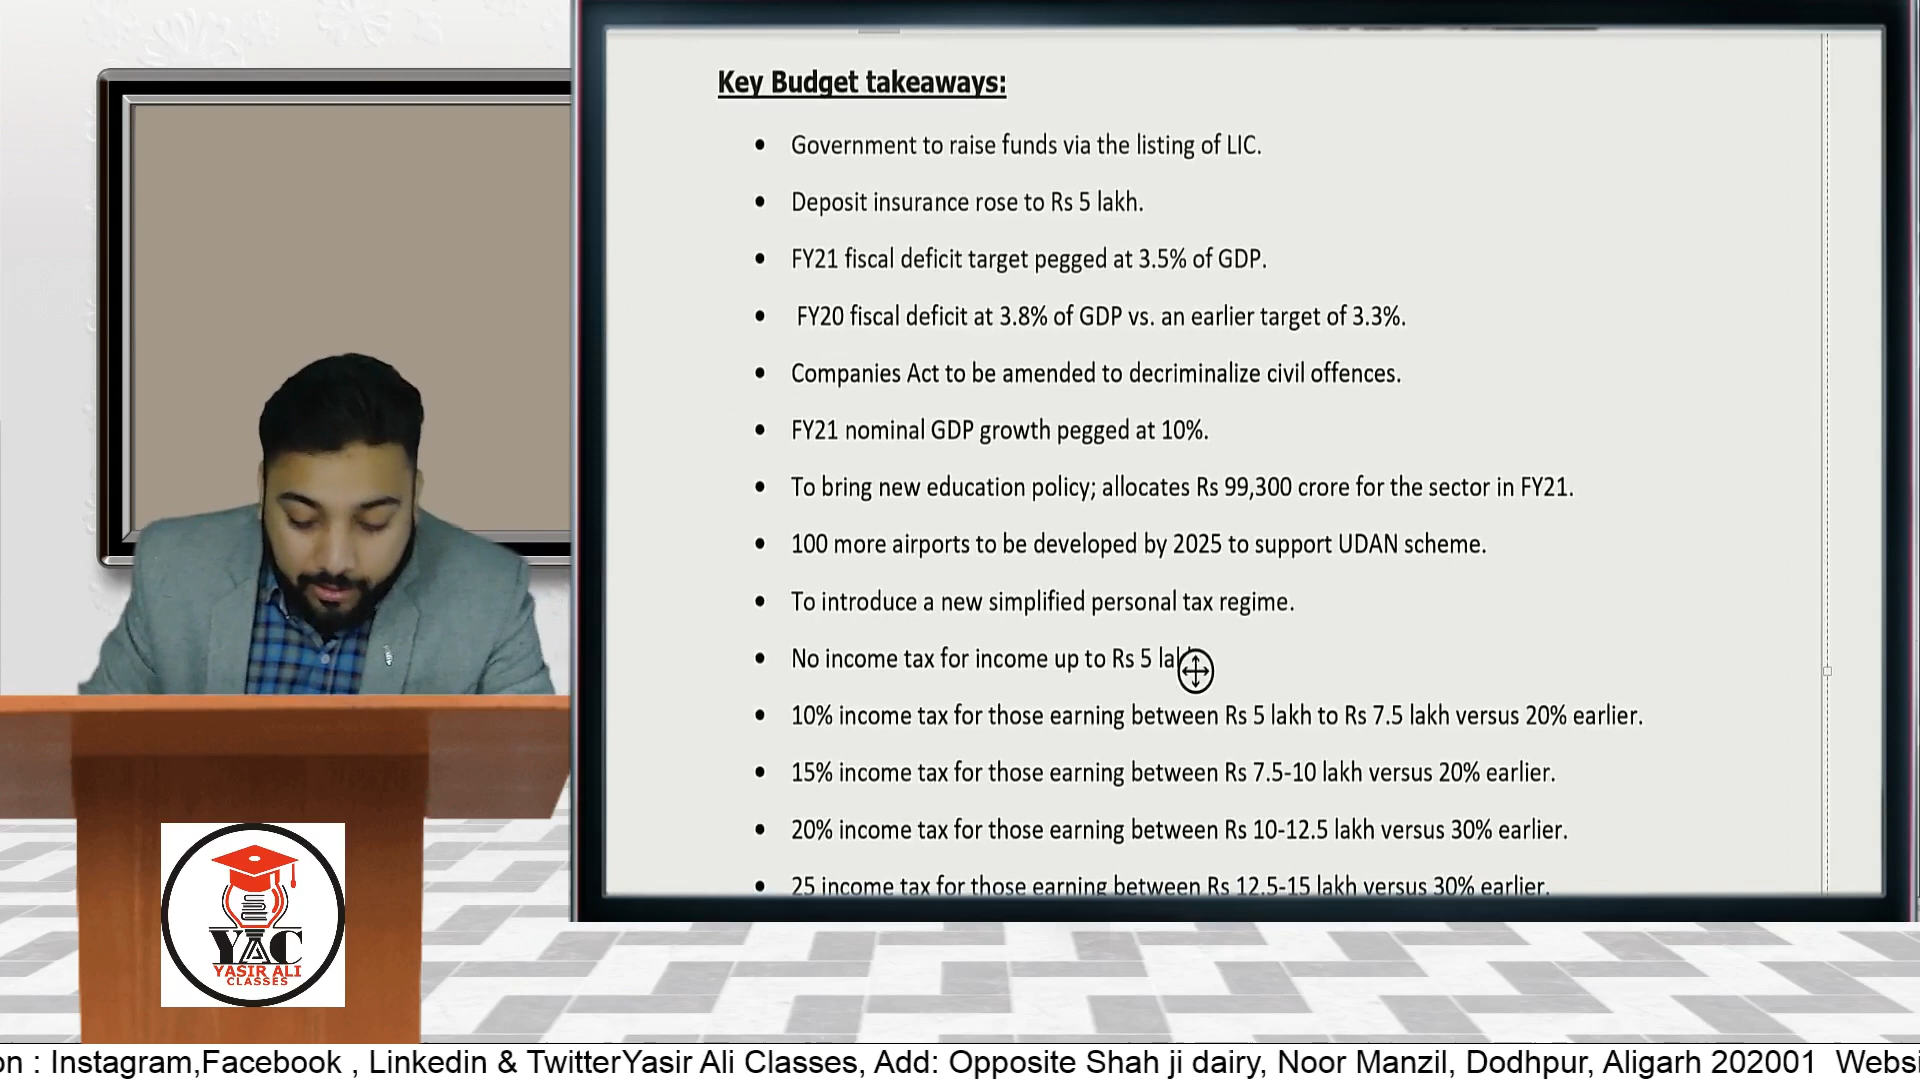 Key Budget takeaways:
• Government to raise funds via the listing of LIC.
• Deposit insurance rose to Rs 5 lakh.
• FY21 fiscal deficit target pegged at 3.5% of GDP.
• FY20 fiscal deficit at 3.8% of GDP vs. an earlier target of 3.3%.
• Companies Act to be amended to decriminalize civil offences.
• FY21 nominal GDP growth pegged at 10%.
• To bring new education policy; allocates Rs 99,300 crore for the sector in FY21.
• 100 more airports to be developed by 2025 to support UDAN scheme.
• To introduce a new simplified personal tax regime.
• No income tax for income up to Rs 5
• 10% income tax for those earning between Rs 5 lakh to Rs 7.5 lakh versus 20% earlier.
• 15% income tax for those earning between Rs 7.5-10 lakh versus 20% earlier.
• 20% income tax for those earning between Rs 10-12.5 lakh versus 30% earlier.
• 25 income tax for those earning between Rs 12.5-15 lakh versus 30% earlier.
YAC
YASIR ALI
CLASSES
on : Instagram,Facebook , Linkedin & TwitterYasir Ali Classes, Add: Opposite Shah ji dairy, Noor Manzil, Dodhpur, Aligarh 202001 Websi